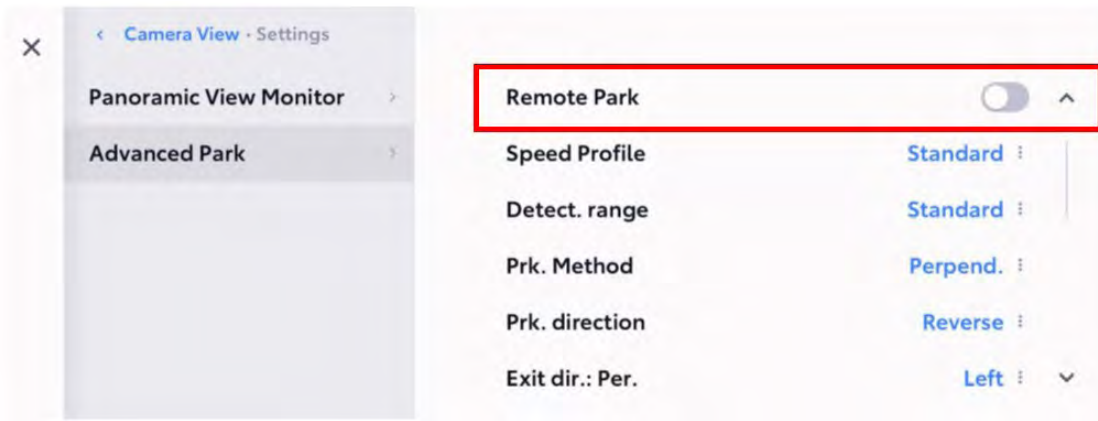 Camera View · Settings
Panoramic View Monitor
Advanced Park
Remote Park
Speed Profile Standard
Detect. range Standard
Prk. Method Perpend.
Prk. direction Reverse
Exit dir.: Per. Left